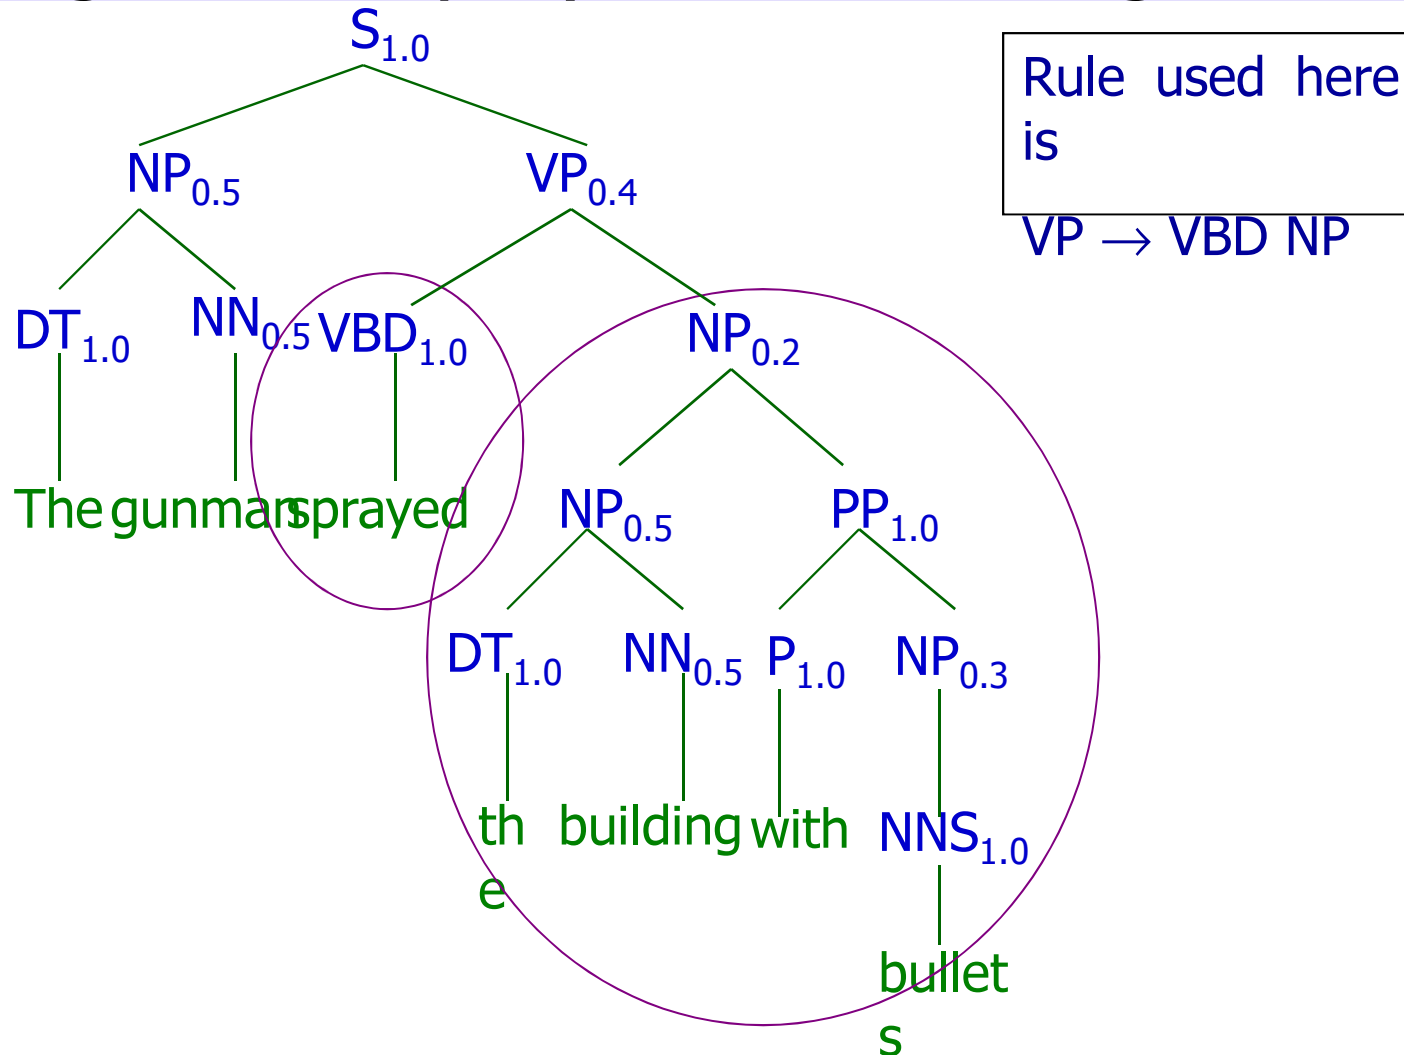 S1.0
Rule used here
is
VP → VBD NP
NP0.5 VP0.4
DT1.0 NN0.5 VBD1.0 NP0.2
The gunman sprayed NP0.5 PP1.0
DT1.0 NN0.5 P1.0 NP0.3
th building with NNS1.0
e
bullet
s